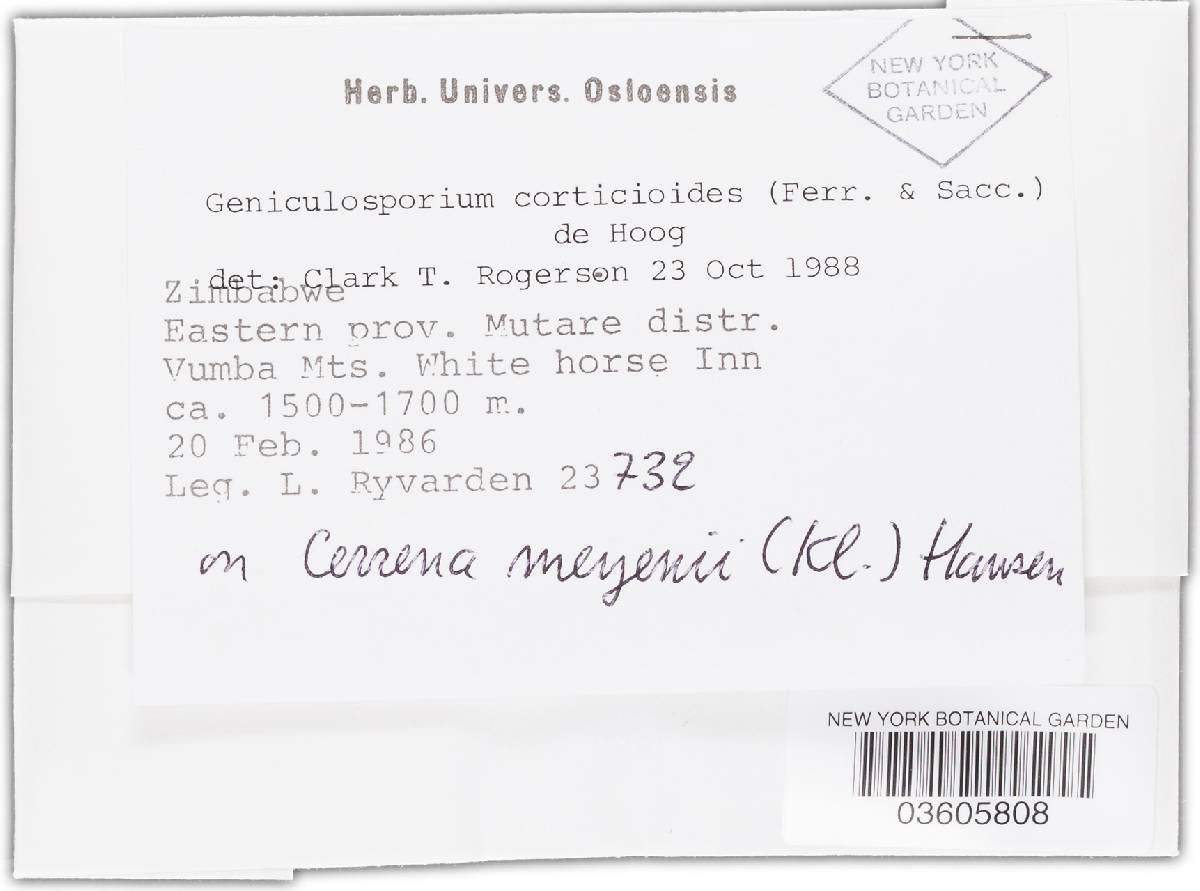 Herb. Univers. Osloensis
NEW YORK
BOTANICAL
GARDEN
Geniculosporium corticioides (Ferr. & Sacc.)
de Hoog
det: Clark T. Rogerson 23 Oct 1988
Zimbabwe
Eastern prov. Mutare distr.
Vumba Mts. White horse Inn
ca. 1500-1700 m.
20 Feb. 1986
Leg. L. Ryvarden 23732
on Cerrena meyenii (Kl.) Hansen
NEW YORK BOTANICAL GARDEN
03605808